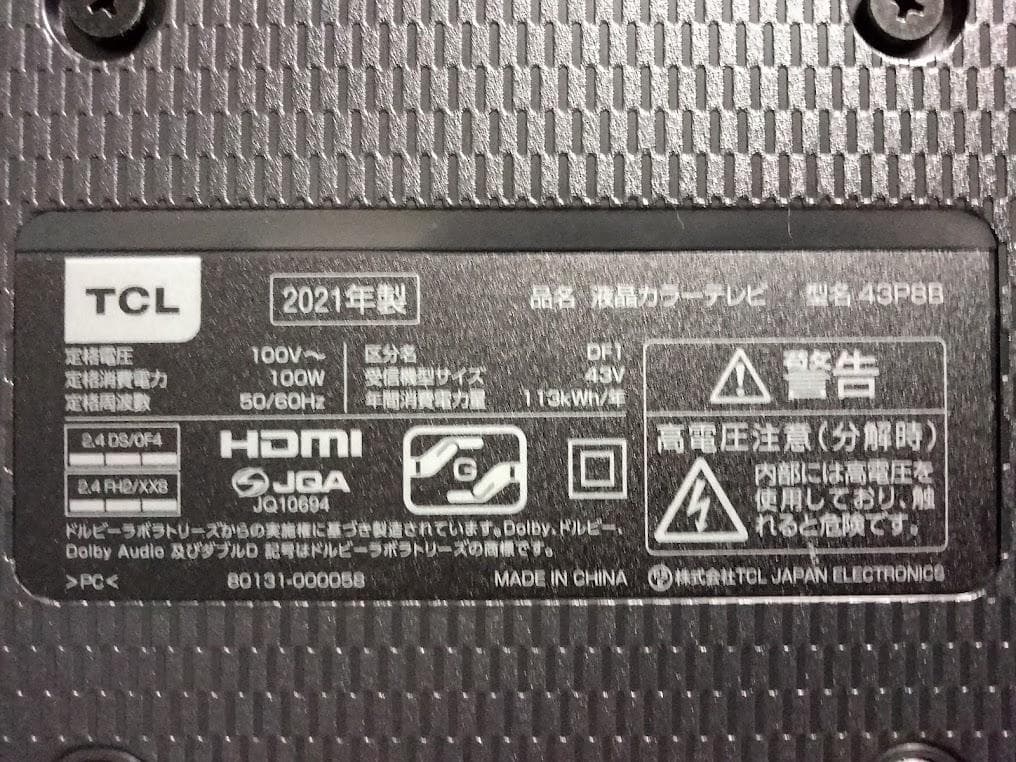 TCL
2021年製
品名 液晶カラーテレビ 型名 43P8B
定格電圧 100V～
定格消費電力 100W
定格周波数 50/60Hz
区分名 DF1
受信機型サイズ 43V
年間消費電力量 113kWh/年
警告
高電圧注意(分解時)
内部には高電圧を
使用しており、触
れると危険です。
2.4 DS/OF4
2.4 FH2/XX8
HDMI
JQA
JQ10694
G
ドルビーラボラトリーズからの実施権に基づき製造されています。Dolby、ドルビー、
Dolby Audio 及びダブルD 記号はドルビーラボラトリーズの商標です。
>PC< 80131-000058 MADE IN CHINA 株式会社TCL JAPAN ELECTRONICS